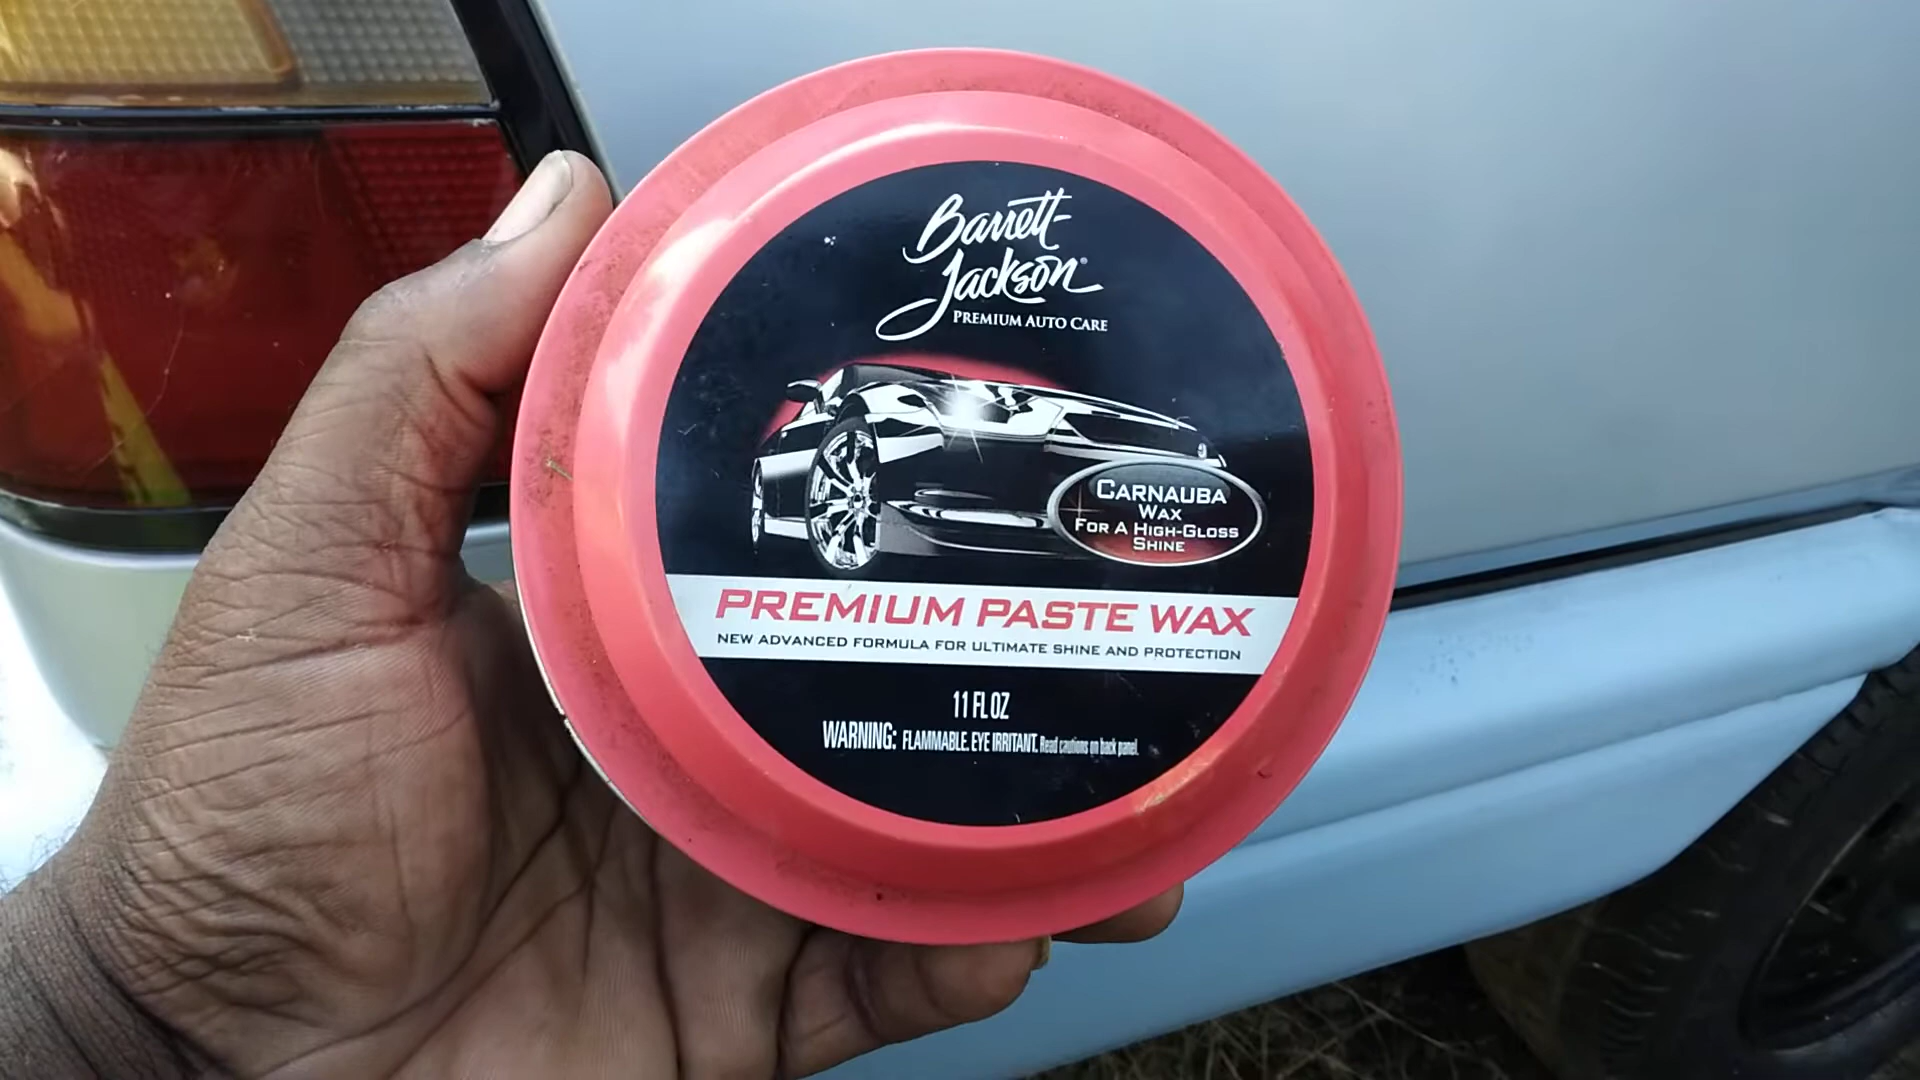 Barrett-
Jackson®
PREMIUM AUTO CARE
CARNAUBA
WAX
FOR A HIGH-GLOSS
SHINE
PREMIUM PASTE WAX
NEW ADVANCED FORMULA FOR ULTIMATE SHINE AND PROTECTION
11 FL OZ
WARNING: FLAMMABLE. EYE IRRITANT. Read cautions on back panel.